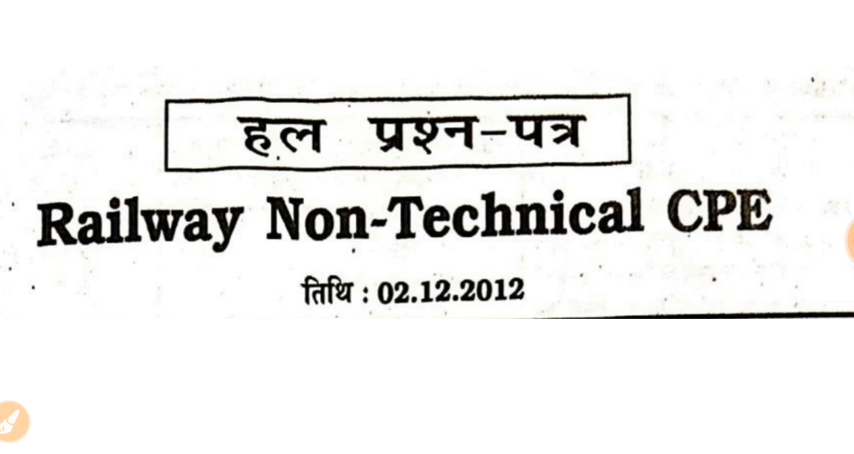 हल प्रश्न-पत्र
Railway Non-Technical CPE
तिथि : 02.12.2012